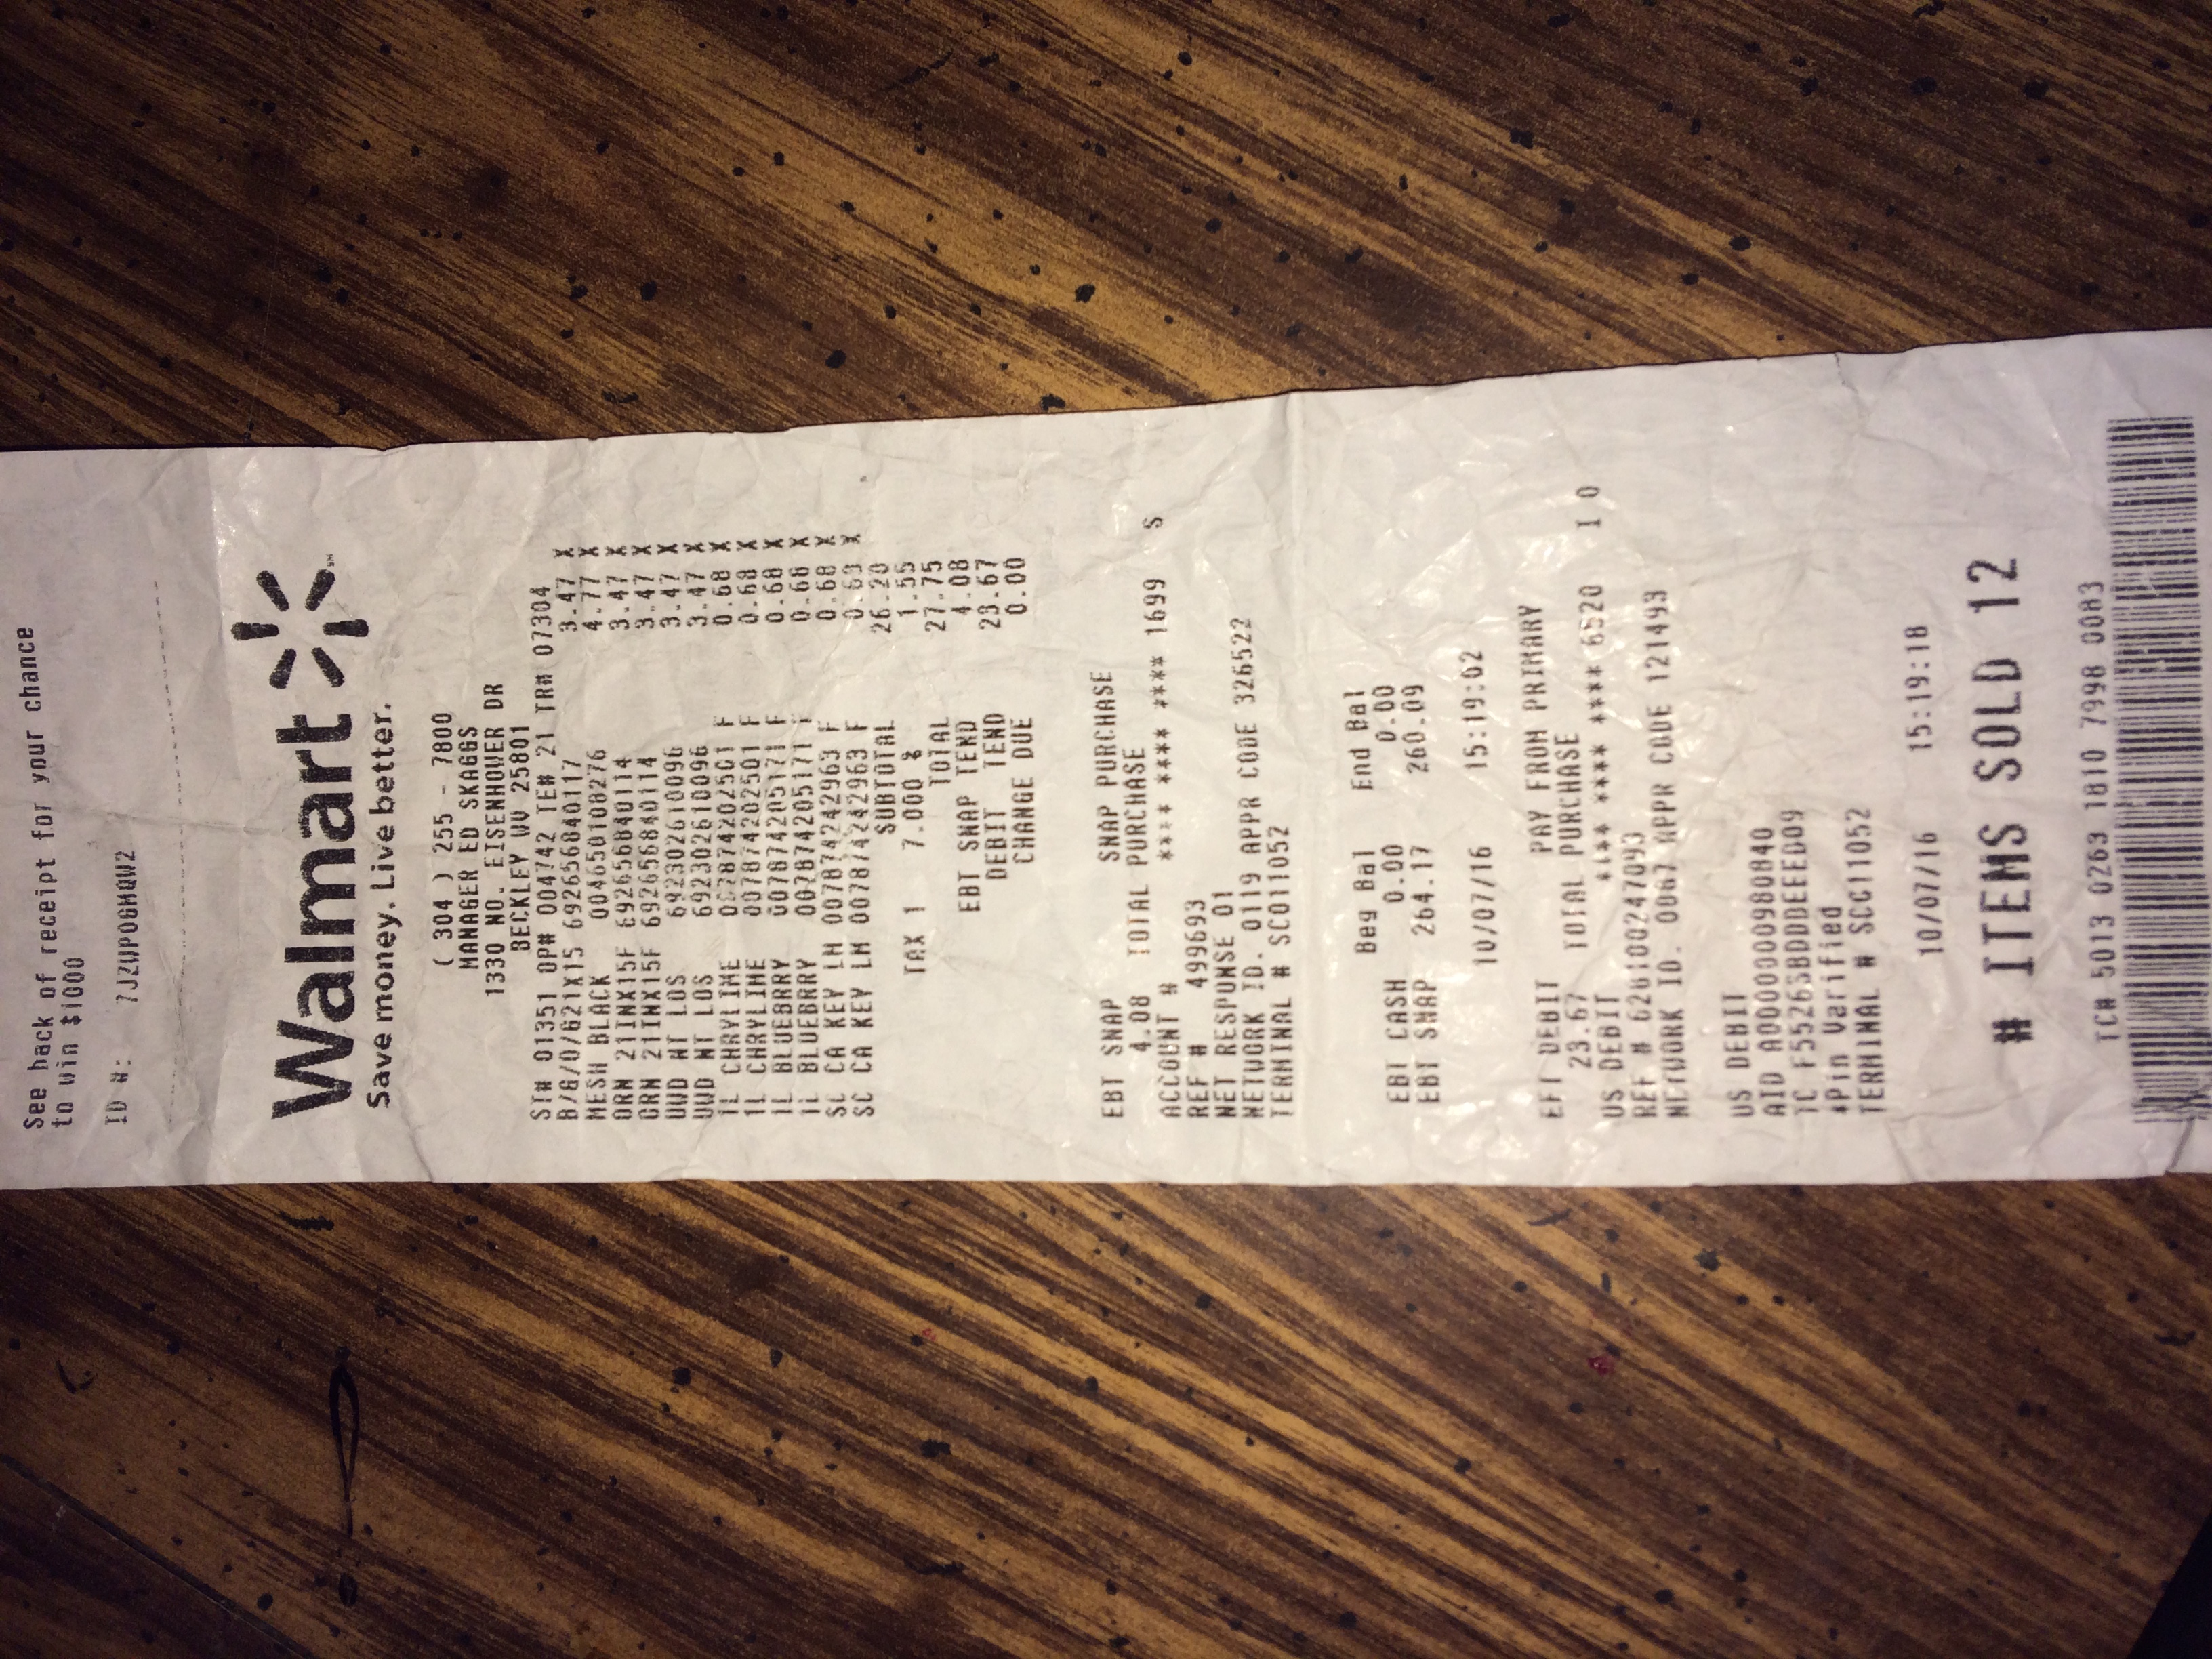 See back of receipt for your chance
to win $1000
ID #: 7JZWP0GMQW2
Walmart
Save money. Live better.
( 304 ) 255 - 7800
MANAGER ED SKAGGS
1330 NO. EISENHOWER DR
BECKLEY WV 25801
ST# 01351 OP# 004742 TE# 21 TR# 07304
B/G/O/G21X15 692656840117 3.47 X
MESH BLACK 004650108276 4.77 X
ORN 21INX15F 692656840114 3.47 X
ORN 21INX15F 692656840114 3.47 X
UWD NT LOS 692302610096 3.47 X
UWD NT LOS 692302610096 3.47 X
1L CHRYLIME 007874202501 F 0.68 X
1L CHRYLIME 007874202501 F 0.68 X
1L BLUEBRRY 007874205171 F 0.68 X
1L BLUEBRRY 007874205171 F 0.68 X
SC CA KEY LM 007874242963 F 0.68 X
SC CA KEY LM 007874242963 F 0.68 X
SUBTOTAL 26.20
TAX 1 7.000 % 1.55
TOTAL 27.75
EBT SNAP TEND 4.08
DEBIT TEND 23.67
CHANGE DUE 0.00
EBT SNAP SNAP PURCHASE
4.08 TOTAL PURCHASE
ACCOUNT # **** **** **** 1699 S
REF # 499693
NET RESPONSE 01
NETWORK ID. 0119 APPR CODE 326522
TERMINAL # SC011052
Beg Bal End Bal
EBT CASH 0.00 0.00
EBT SNAP 264.17 260.09
10/07/16 15:19:02
EFT DEBIT PAY FROM PRIMARY
23.67 TOTAL PURCHASE
US DEBIT **** **** **** 6520 I 0
REF # 628100247093
NETWORK ID. 0087 APPR CODE 121493
US DEBIT
AID A0000000980840
TC
*Pin Verified
TERMINAL # SC011052
10/07/16 15:19:18
# ITEMS SOLD 12
TC# 5013 0263 1810 7998 0083